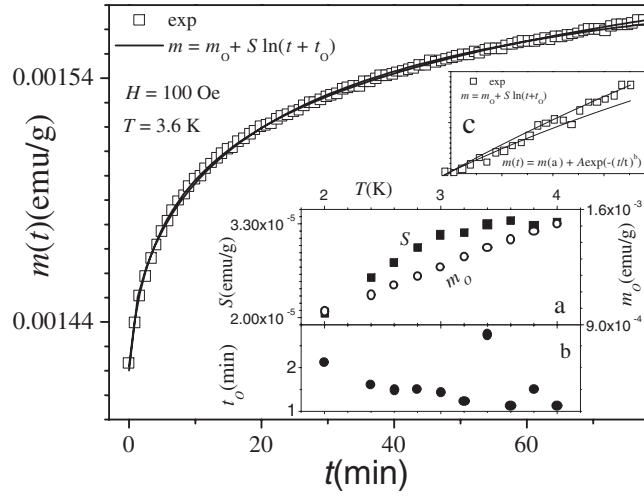 exp
m = mo + S ln(t + to)
0.00154
H = 100 Oe
T = 3.6 K
exp
m = mo + S ln(t+to)
c
m(t) = m(a) + Aexp(-(t/t)b)
m(t)(emu/g)
T(K)
2 3 4
3.30x10-5
S(emu/g)
2.00x10-5
S
mo
a
1.6x10-3
mo(emu/g)
9.0x10-4
0.00144
to(min)
2
1
b
0 20 40 60
t(min)